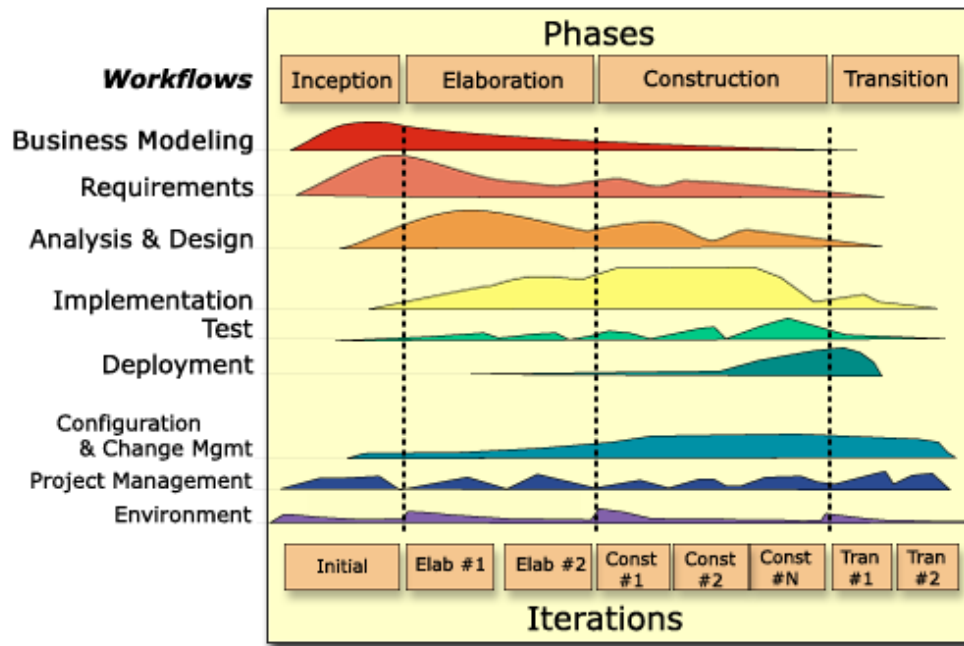 Phases
Workflows
Inception
Elaboration
Construction
Transition
Business Modeling
Requirements
Analysis & Design
Implementation
Test
Deployment
Configuration
& Change Mgmt
Project Management
Environment
Initial
Elab #1
Elab #2
Const
#1
Const
#2
Const
#N
Tran
#1
Tran
#2
Iterations